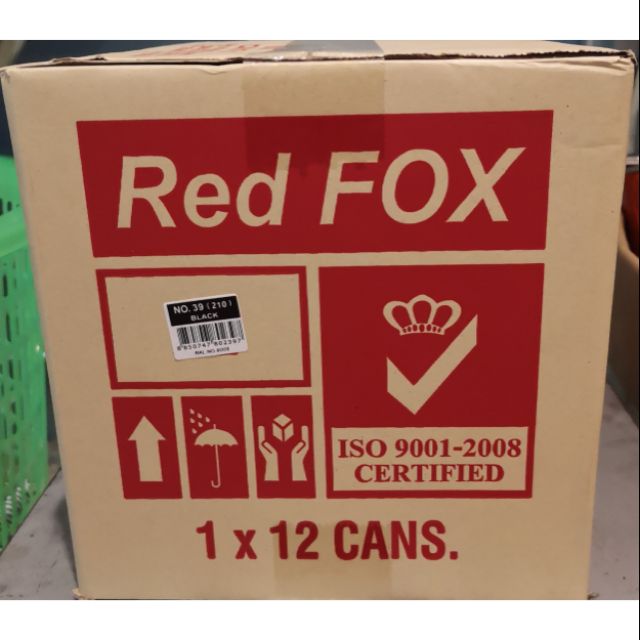 Red FOX
NO. 39 (210)
BLACK
ISO 9001-2008
CERTIFIED
1 x 12 CANS.